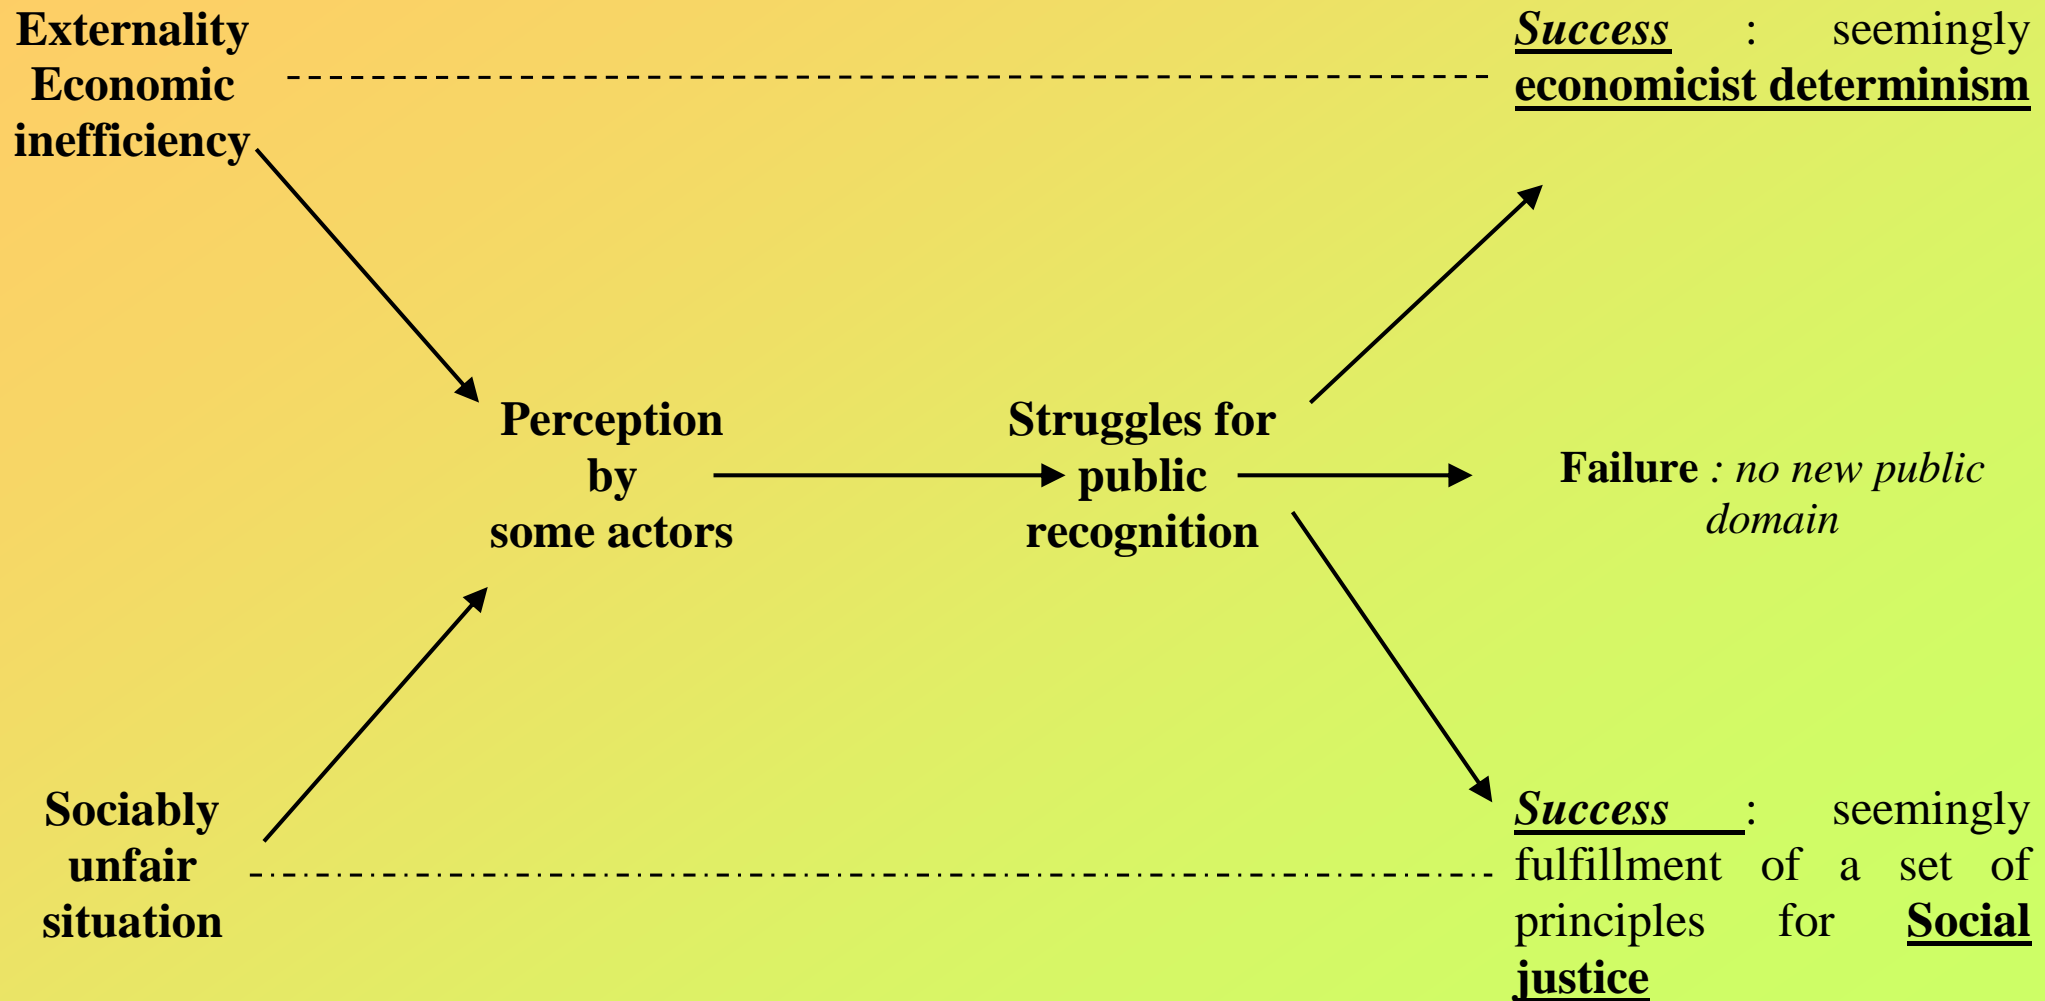 Externality
Economic
inefficiency
Success : seemingly
economicist determinism
Perception
by
some actors
Struggles for
public
recognition
Failure : no new public
domain
Sociably
unfair
situation
Success : seemingly
fulfillment of a set of
principles for Social
justice